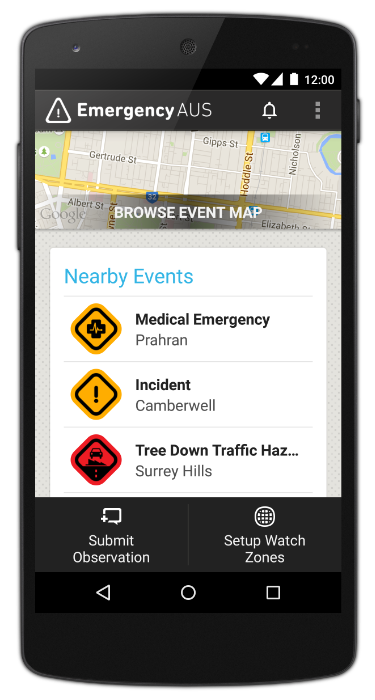 12:00
EmergencyAUS
Gipps St
Nicholson
Gertrude St
Hoddle St
Albert St
32
Google
BROWSE EVENT MAP
Elizabeth
Nearby Events
Medical Emergency
Prahran
Incident
Camberwell
Tree Down Traffic Haz...
Surrey Hills
Submit
Observation
Setup Watch
Zones